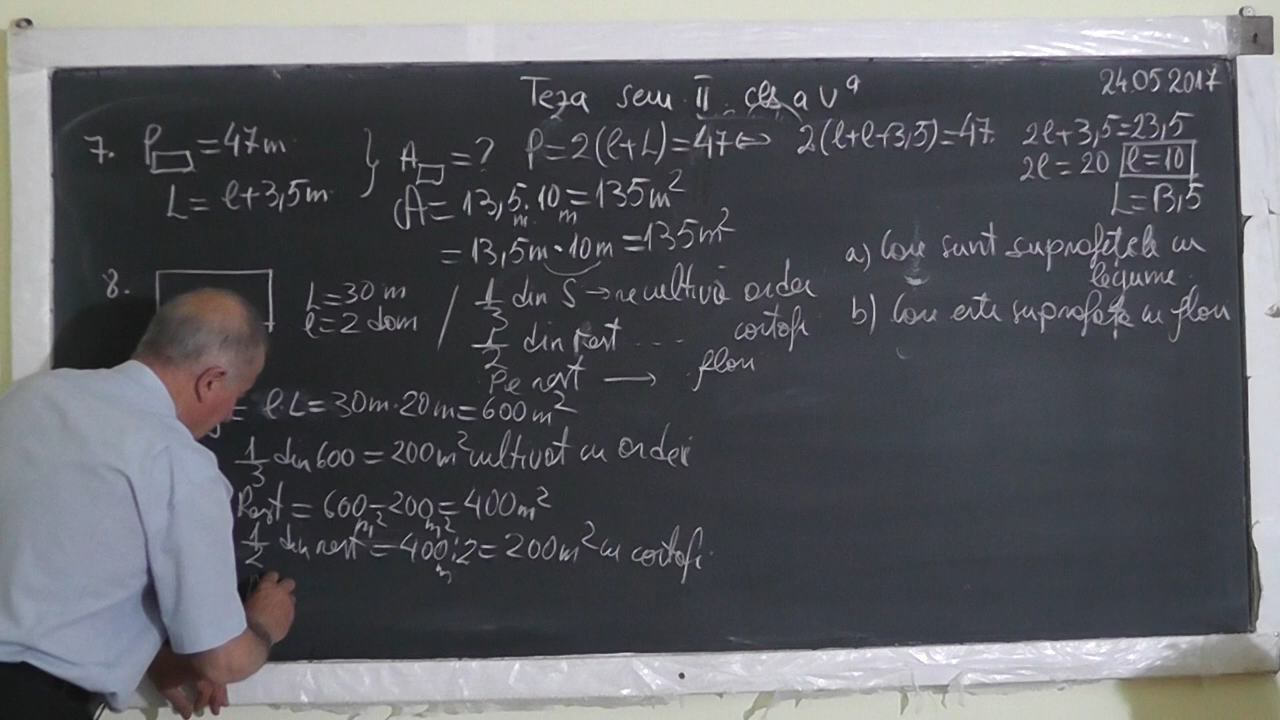 Teza sem II cls a V a
24.05 2017
7. P▭ = 47m
L = l+3,5m
A▭ = ?
P = 2(l+L) = 47 ⇔ 2(l+l+3,5) = 47
2l+3,5 = 23,5
2l = 20 l = 10
L = 13,5
A = 13,5 m · 10 m = 135m²
= 13,5m · 10m = 135m²
8.
L = 30 m
l = 2 dam
1/3 din S → se cultivă ardei
1/2 din rest ... cartofi
Pe rest → flori
a) Care sunt suprafețele cu
legume
b) Care este suprafața cu flori
= l·L = 30m·20m = 600m²
1/3 din 600 = 200m² cultivat cu ardei
Rest = 600 m² - 200 m² = 400m²
1/2 din rest = 400 m : 2 = 200m² cu cartofi